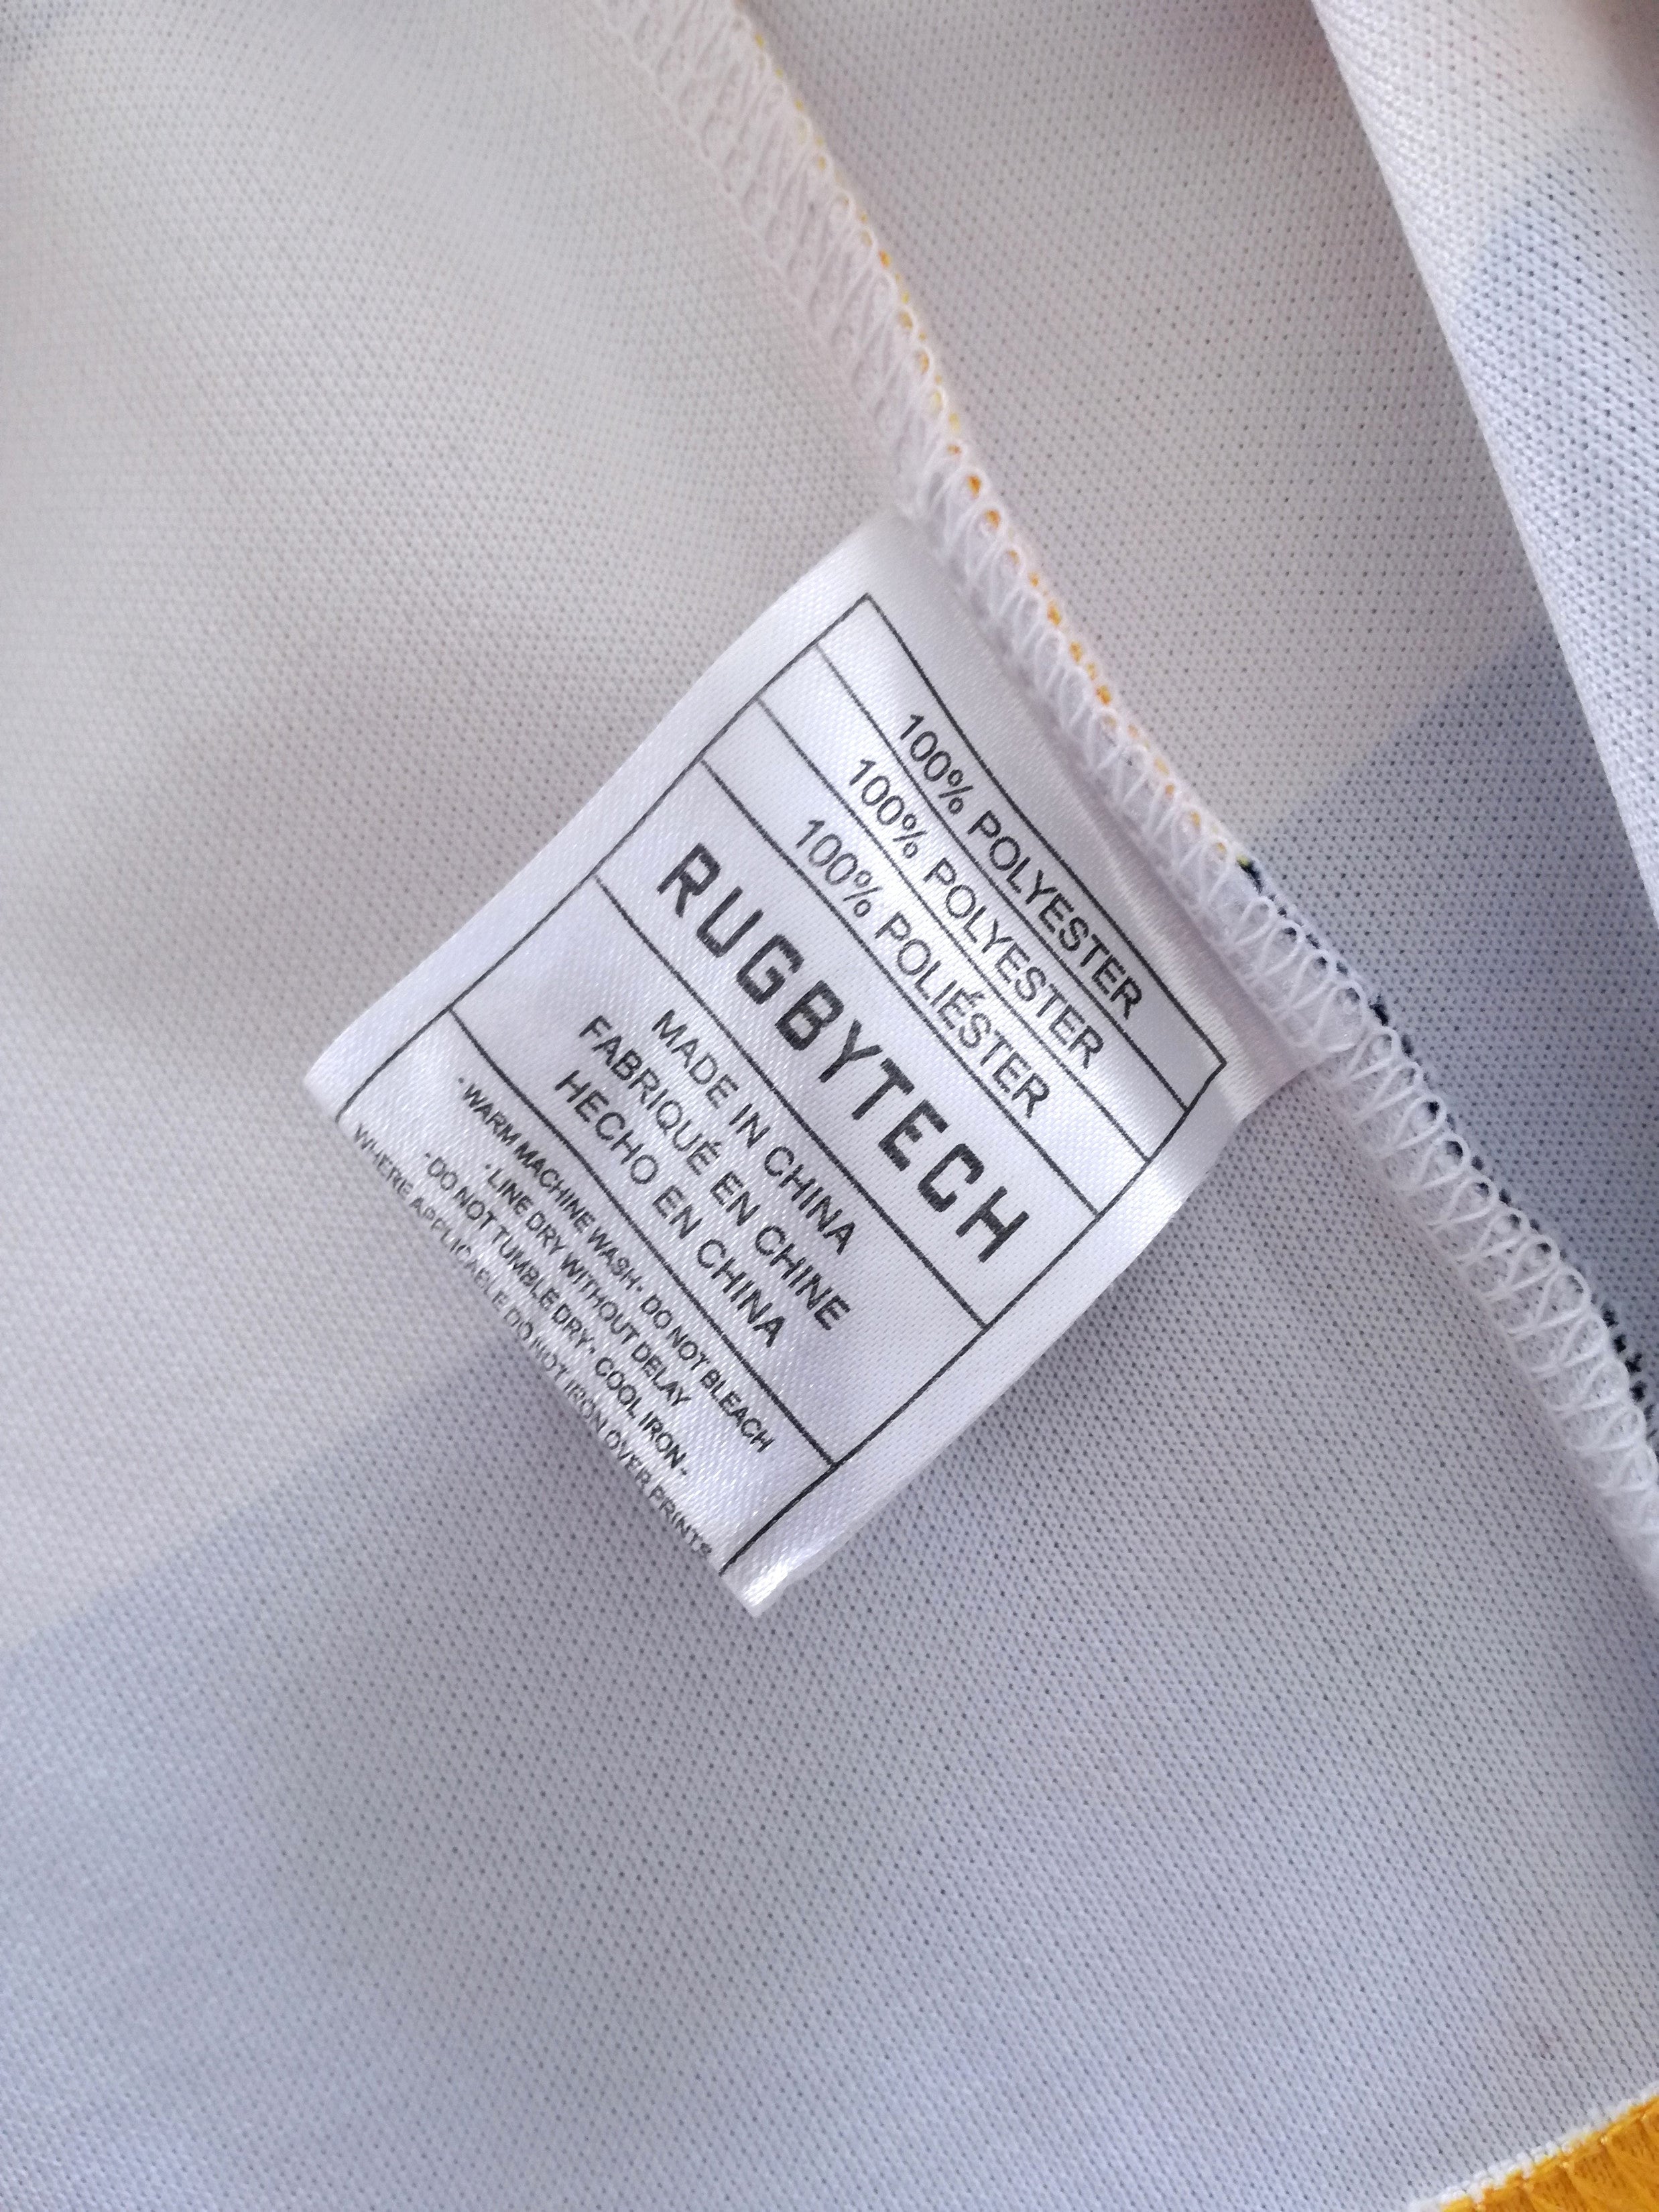 100% POLYESTER
100% POLYESTER
100% POLIÉSTER
RUGBYTECH
MADE IN CHINA
FABRIQUÉ EN CHINE
HECHO EN CHINA
·WARM MACHINE WASH· DO NOT BLEACH
·LINE DRY WITHOUT DELAY
·DO NOT TUMBLE DRY· COOL IRON·
WHERE APPLICABLE DO NOT IRON OVER PRINTS